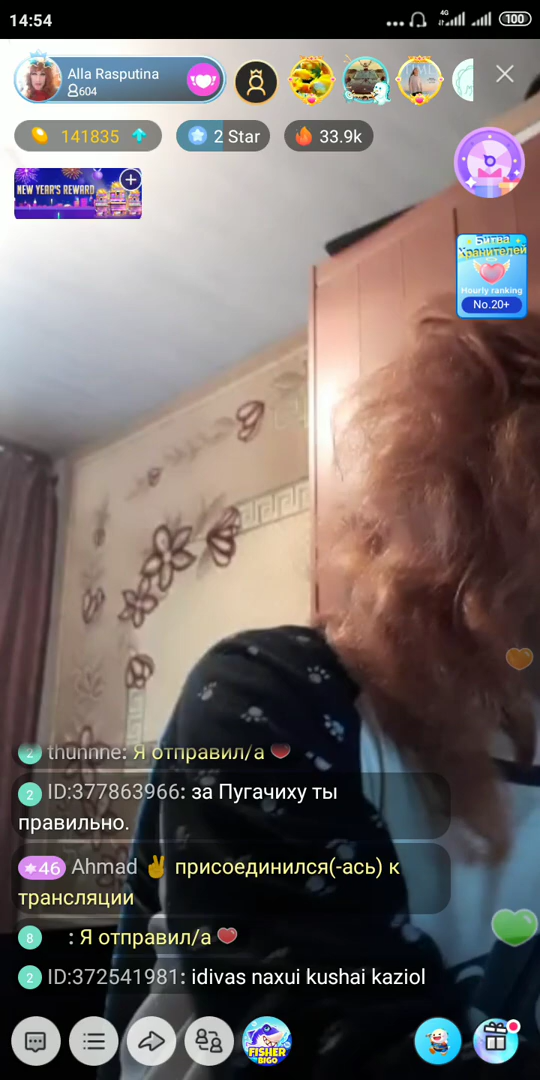 14:54
4G
100
Alla Rasputina
604
141835
2 Star
33.9k
NEW YEAR'S REWARD
Битва
Хранителей
Hourly ranking
No.20+
2 thunnne: Я отправил/а
2 ID:377863966: за Пугачиху ты
правильно.
46 Ahmad ✌ присоединился(-ась) к
трансляции
8 : Я отправил/а
2 ID:372541981: idivas naxui kushai kaziol
FISHER
BIGO